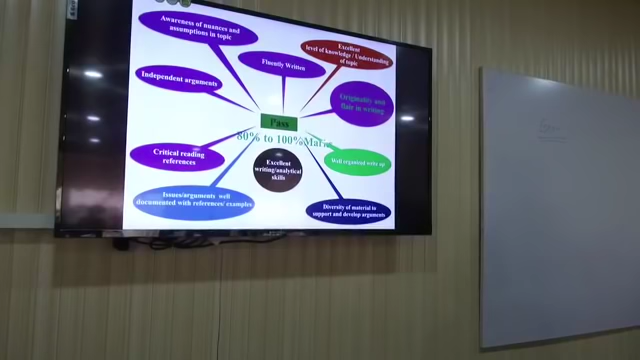 Awareness of nuances and
assumptions in topic
Fluently Written
Excellent
level of knowledge / Understanding
of topic
Independent arguments
Originality and
flair in writing
Pass
80% to 100%
Critical reading
references
Excellent
writing/analytical
skills
Well organised write up
Issues/arguments well
documented with references/ examples
Diversity of material to
support and develop arguments